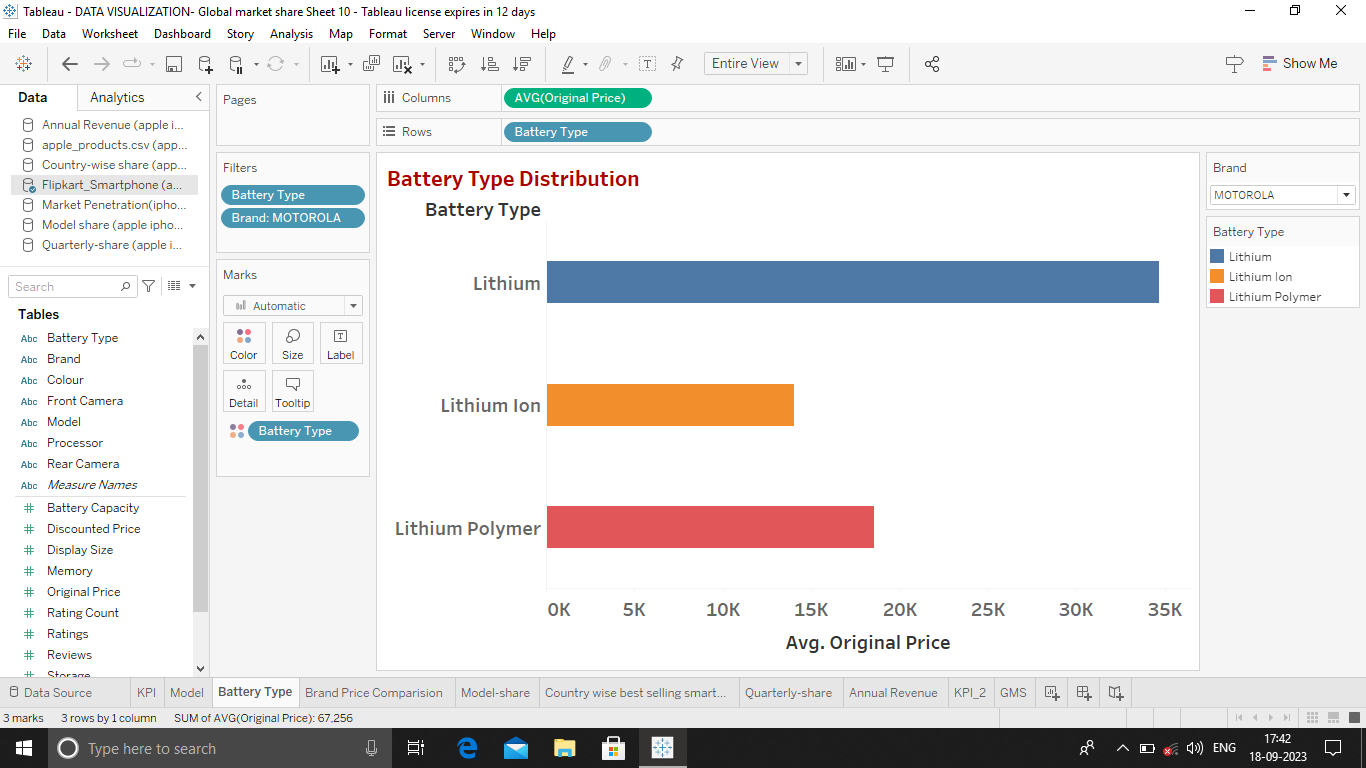 Tableau - DATA VISUALIZATION- Global market share Sheet 10 - Tableau license expires in 12 days
File Data Worksheet Dashboard Story Analysis Map Format Server Window Help
Entire View
Show Me
Data Analytics
Annual Revenue (apple i...
apple_products.csv (app...
Country-wise share (app...
Flipkart_Smartphone (a...
Market Penetration(ipho...
Model share (apple ipho...
Quarterly-share (apple i...
Search
Tables
Abc Battery Type
Abc Brand
Abc Colour
Abc Front Camera
Abc Model
Abc Processor
Abc Rear Camera
Abc Measure Names
# Battery Capacity
# Discounted Price
# Display Size
# Memory
# Original Price
# Rating Count
# Ratings
# Reviews
# Storage
Pages
Filters
Battery Type
Brand: MOTOROLA
Marks
Automatic
Color Size Label
Detail Tooltip
Battery Type
Columns AVG(Original Price)
Rows Battery Type
Battery Type Distribution
Battery Type
Lithium
Lithium Ion
Lithium Polymer
0K 5K 10K 15K 20K 25K 30K 35K
Avg. Original Price
Brand
MOTOROLA
Battery Type
Lithium
Lithium Ion
Lithium Polymer
Data Source KPI Model Battery Type Brand Price Comparision Model-share Country wise best selling smart... Quarterly-share Annual Revenue KPI_2 GMS
3 marks 3 rows by 1 column SUM of AVG(Original Price): 67,256
Type here to search
ENG
17:42
18-09-2023